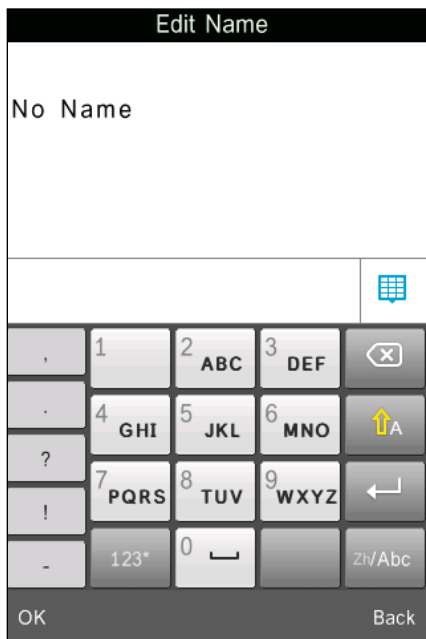 Edit Name
No Name
, 1 2 ABC 3 DEF
. 4 GHI 5 JKL 6 MNO A
?
7 PQRS 8 TUV 9 WXYZ
!
- 123* 0 Zh/Abc
OK Back